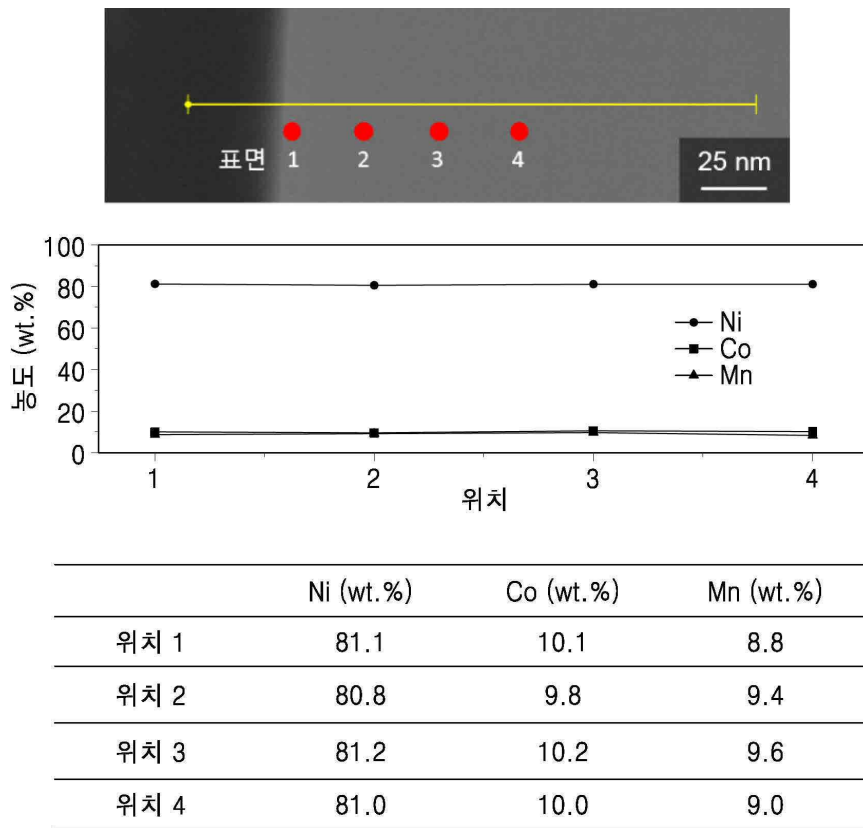 표면 1 2 3 4
25 nm
100
80
60
40
20
0
농도 (wt.%)
Ni
Co
Mn
1 2 3 4
위치
Ni (wt.%) Co (wt.%) Mn (wt.%)
위치 1 81.1 10.1 8.8
위치 2 80.8 9.8 9.4
위치 3 81.2 10.2 9.6
위치 4 81.0 10.0 9.0